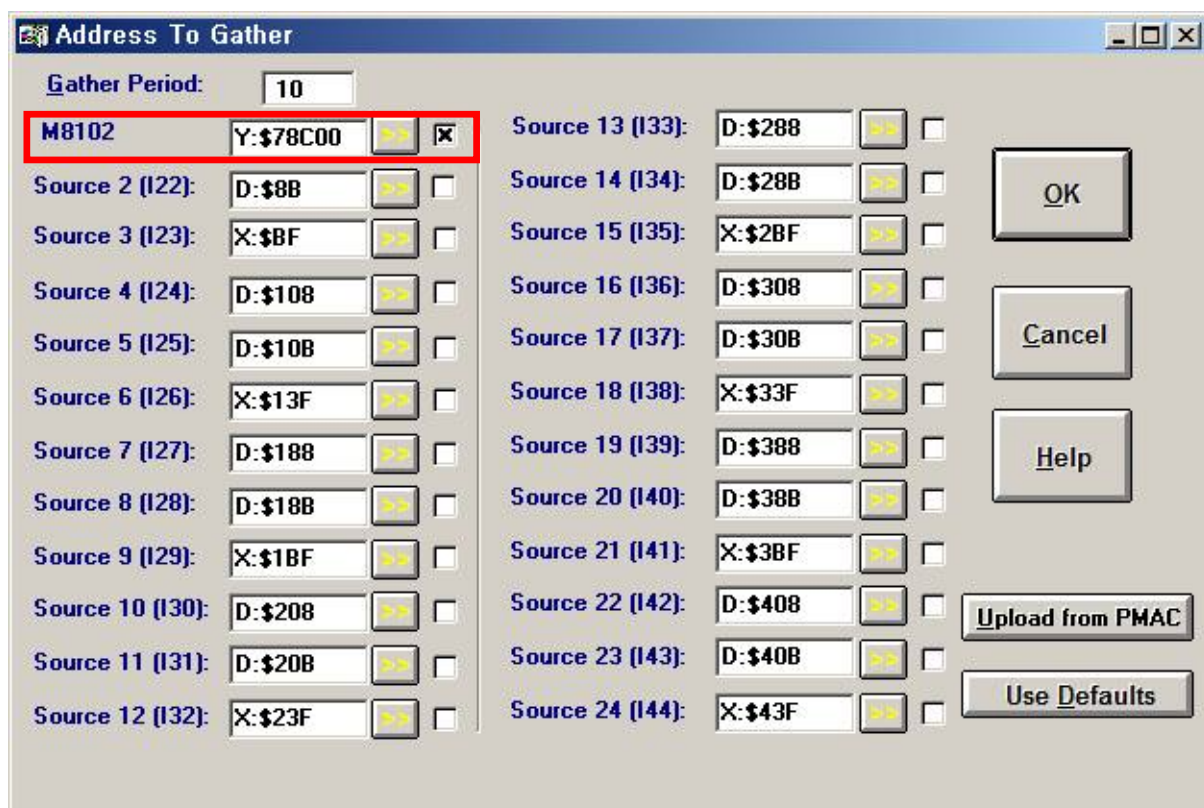 Address To Gather
Gather Period: 10
M8102 Y:$78C00 >>
Source 2 (I22): D:$8B >>
Source 3 (I23): X:$BF >>
Source 4 (I24): D:$108 >>
Source 5 (I25): D:$10B >>
Source 6 (I26): X:$13F >>
Source 7 (I27): D:$188 >>
Source 8 (I28): D:$18B >>
Source 9 (I29): X:$1BF >>
Source 10 (I30): D:$208 >>
Source 11 (I31): D:$20B >>
Source 12 (I32): X:$23F >>
Source 13 (I33): D:$288 >>
Source 14 (I34): D:$28B >>
Source 15 (I35): X:$2BF >>
Source 16 (I36): D:$308 >>
Source 17 (I37): D:$30B >>
Source 18 (I38): X:$33F >>
Source 19 (I39): D:$388 >>
Source 20 (I40): D:$38B >>
Source 21 (I41): X:$3BF >>
Source 22 (I42): D:$408 >>
Source 23 (I43): D:$40B >>
Source 24 (I44): X:$43F >>
OK
Cancel
Help
Upload from PMAC
Use Defaults